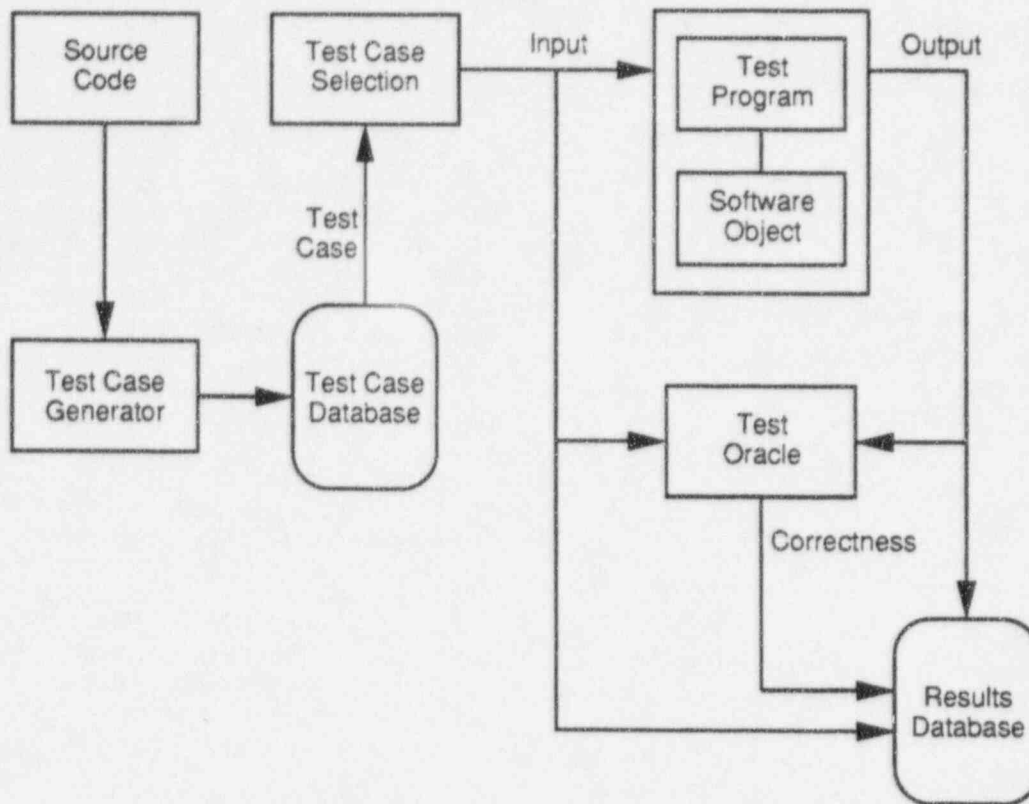 Source
Code
Test Case
Selection
Input
Test
Program
Output
Software
Object
Test
Case
Test Case
Generator
Test Case
Database
Test
Oracle
Correctness
Results
Database